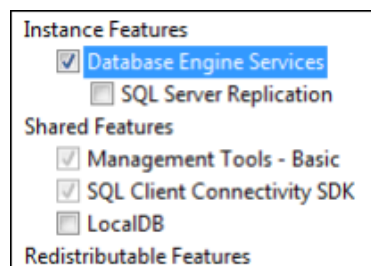 Instance Features
Database Engine Services
SQL Server Replication
Shared Features
Management Tools - Basic
SQL Client Connectivity SDK
LocalDB
Redistributable Features